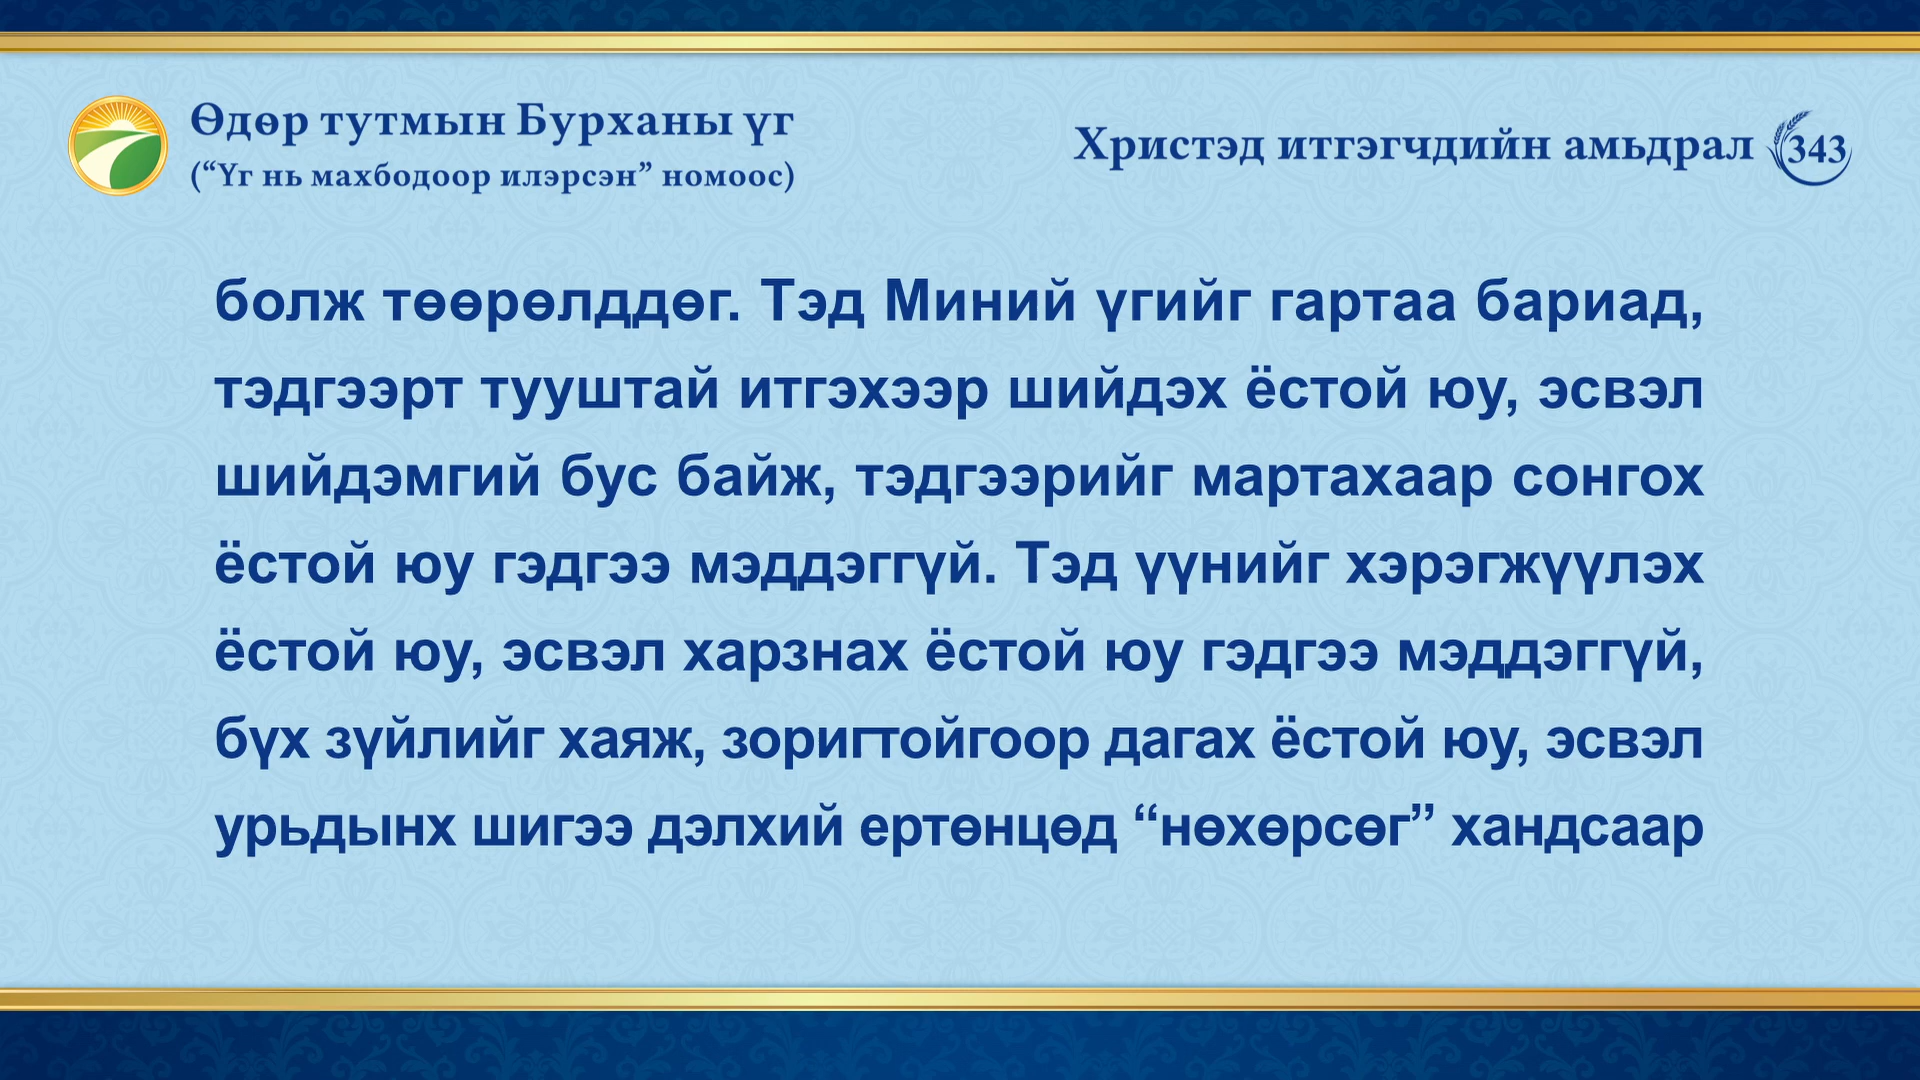 Өдөр тутмын Бурханы үг
(“Үг нь махбодоор илэрсэн” номоос)
Христэд итгэгчдийн амьдрал 343
болж төөрөлддөг. Тэд Миний үгийг гартаа бариад,
тэдгээрт тууштай итгэхээр шийдэх ёстой юу, эсвэл
шийдэмгий бус байж, тэдгээрийг мартахаар сонгох
ёстой юу гэдгээ мэддэггүй. Тэд үүнийг хэрэгжүүлэх
ёстой юу, эсвэл харзнах ёстой юу гэдгээ мэддэггүй,
бүх зүйлийг хаяж, зоригтойгоор дагах ёстой юу, эсвэл
урьдынх шигээ дэлхий ертөнцөд “нөхөрсөг” хандсаар